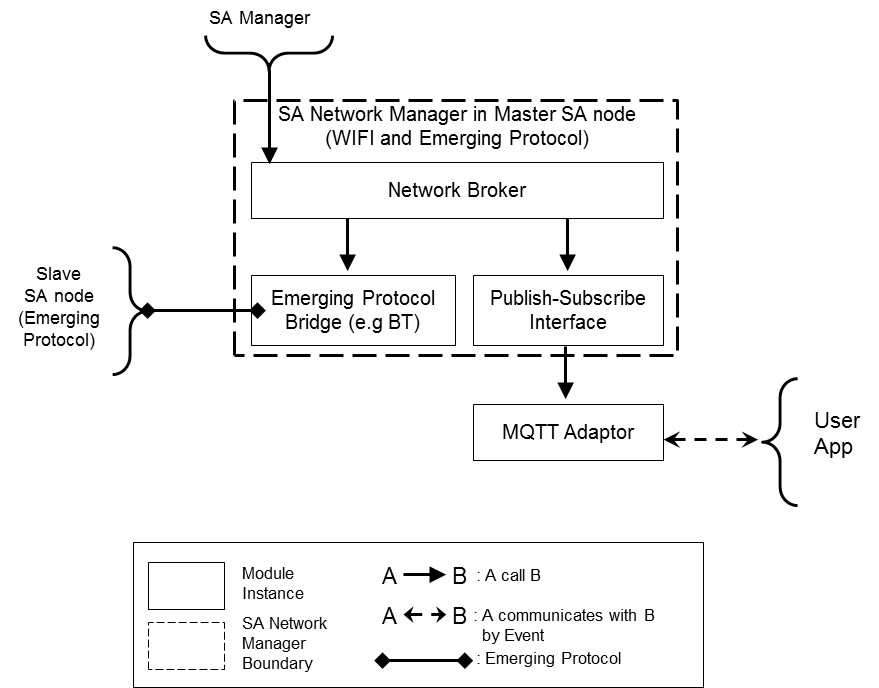 SA Manager
SA Network Manager in Master SA node
(WIFI and Emerging Protocol)
Network Broker
Slave
SA node
(Emerging
Protocol)
Emerging Protocol
Bridge (e.g BT)
Publish-Subscribe
Interface
MQTT Adaptor
User
App
Module
Instance
SA Network
Manager
Boundary
A B : A call B
A B : A communicates with B
by Event
: Emerging Protocol